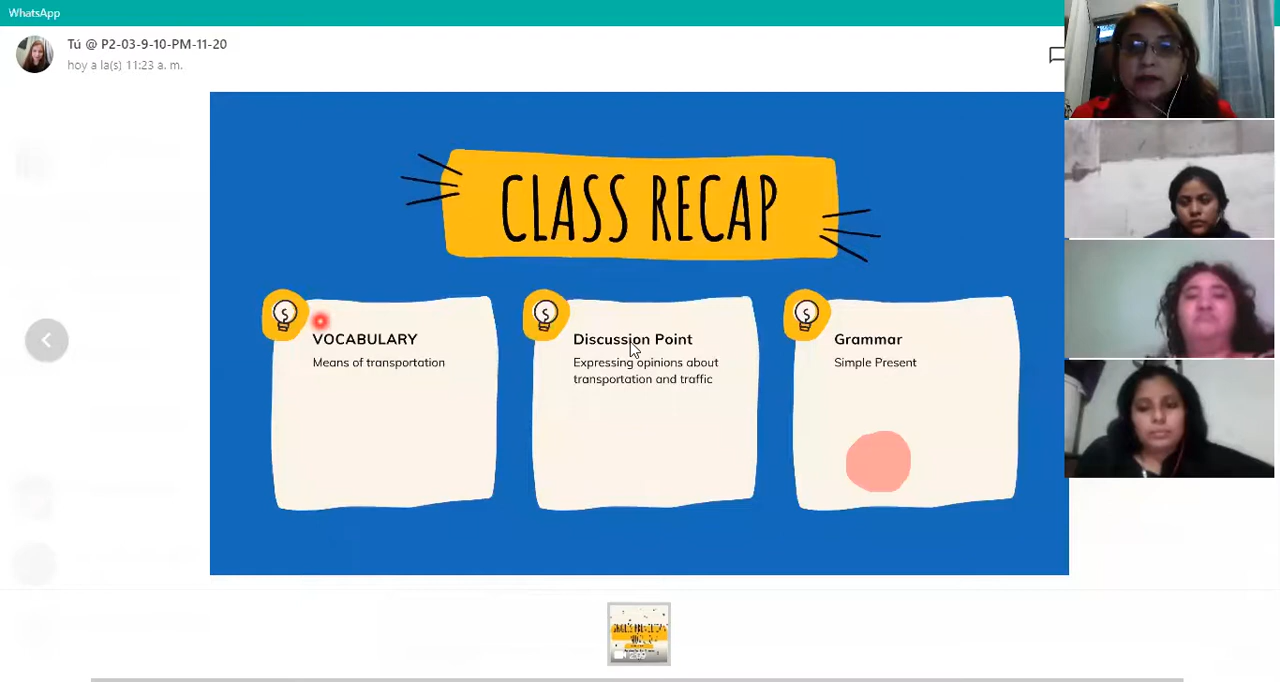 WhatsApp
Tú @ P2-03-9-10-PM-11-20
hoy a la(s) 11:23 a. m.
CLASS RECAP
VOCABULARY
Means of transportation
Discussion Point
Expressing opinions about
transportation and traffic
Grammar
Simple Present